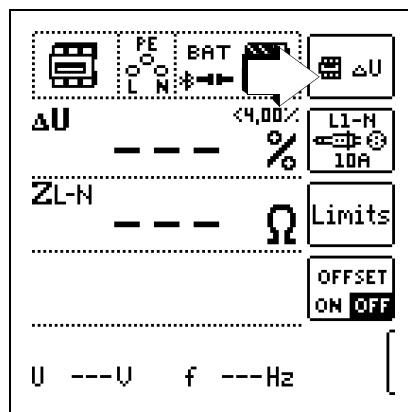 PE
L N
BAT
ΔU
ΔU
<4,00%
--- %
L1-N
10A
ZL-N
--- Ω
Limits
OFFSET
ON OFF
U ---V f ---Hz